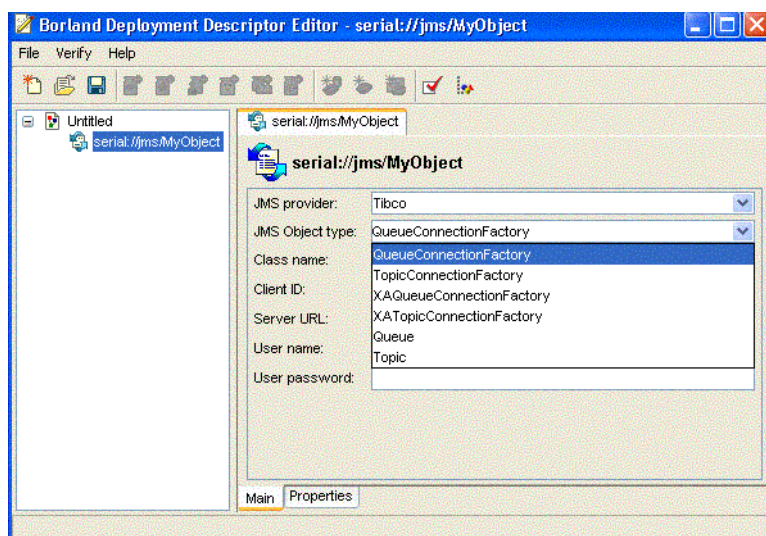 Borland Deployment Descriptor Editor - serial://jms/MyObject
File Verify Help
Untitled
serial://jms/MyObject
serial://jms/MyObject
serial://jms/MyObject
JMS provider: Tibco
JMS Object type: QueueConnectionFactory
Class name: QueueConnectionFactory
TopicConnectionFactory
Client ID: XAQueueConnectionFactory
Server URL: XATopicConnectionFactory
User name: Queue
Topic
User password:
Main Properties